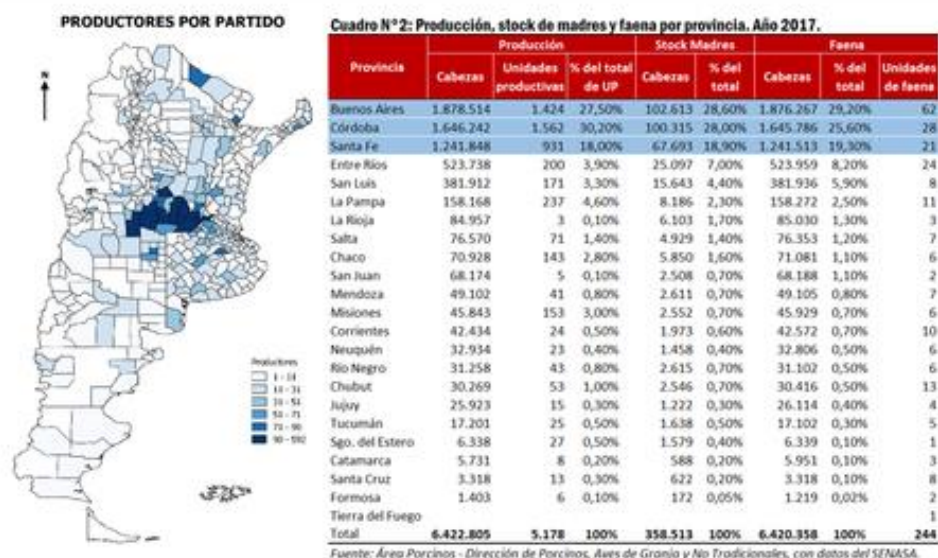 PRODUCTORES POR PARTIDO
N
Productores
Cuadro N°2: Producción, stock de madres y faena por provincia. Año 2017.
Producción Stock Madres Faena
Provincia Cabezas Unidades productivas % del total de UP Cabezas % del total Cabezas % del total Unidades de faena
Buenos Aires 1.878.514 1.424 27,50% 102.613 28,60% 1.876.267 29,20% 62
Córdoba 1.646.242 1.562 30,20% 100.315 28,00% 1.645.786 25,60% 28
Santa Fe 1.241.848 931 18,00% 67.693 18,90% 1.241.513 19,30% 21
Entre Ríos 523.738 200 3,90% 25.097 7,00% 523.959 8,20% 24
San Luis 381.912 171 3,30% 15.643 4,40% 381.936 5,90% 8
La Pampa 158.168 237 4,60% 8.186 2,30% 158.272 2,50% 11
La Rioja 84.957 3 0,10% 6.103 1,70% 85.030 1,30% 3
Salta 76.570 71 1,40% 4.929 1,40% 76.353 1,20% 7
Chaco 70.928 143 2,80% 5.850 1,60% 71.081 1,10% 6
San Juan 68.174 5 0,10% 2.508 0,70% 68.188 1,10% 2
Mendoza 49.102 41 0,80% 2.611 0,70% 49.105 0,80% 7
Misiones 45.843 153 3,00% 2.552 0,70% 45.929 0,70% 6
Corrientes 42.434 24 0,50% 1.973 0,60% 42.572 0,70% 10
Neuquén 32.934 23 0,40% 1.458 0,40% 32.806 0,50% 6
Río Negro 31.258 43 0,80% 2.615 0,70% 31.102 0,50% 6
Chubut 30.269 53 1,00% 2.546 0,70% 30.416 0,50% 13
Jujuy 25.923 15 0,30% 1.222 0,30% 26.114 0,40% 4
Tucumán 17.201 25 0,50% 1.638 0,50% 17.102 0,30% 5
Sgo. del Estero 6.338 27 0,50% 1.579 0,40% 6.339 0,10% 1
Catamarca 5.731 8 0,20% 588 0,20% 5.951 0,10% 3
Santa Cruz 3.318 13 0,30% 622 0,20% 3.318 0,10% 8
Formosa 1.403 6 0,10% 172 0,05% 1.219 0,02% 2
Tierra del Fuego 1
Total 6.422.805 5.178 100% 358.513 100% 6.420.358 100% 244
Fuente: Área Porcinos - Dirección de Porcinos, Aves de Granja y No Tradicionales, con datos del SENASA.